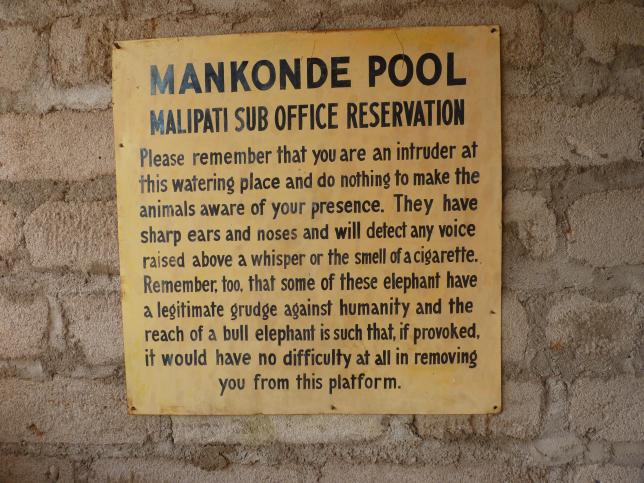 MANKONDE POOL
MALIPATI SUB OFFICE RESERVATION
Please remember that you are an intruder at
this watering place and do nothing to make the
animals aware of your presence. They have
sharp ears and noses and will detect any voice
raised above a whisper or the smell of a cigarette.
Remember, too, that some of these elephant have
a legitimate grudge against humanity and the
reach of a bull elephant is such that, if provoked,
it would have no difficulty at all in removing
you from this platform.